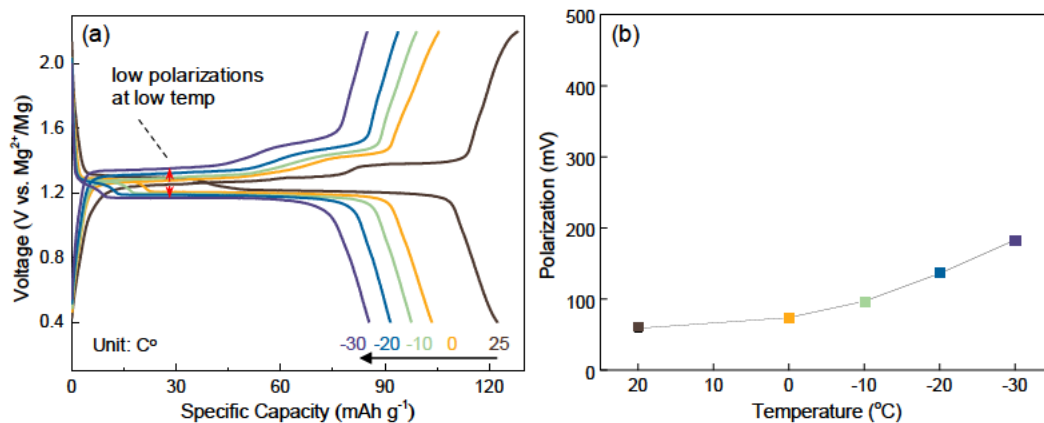 (a)
low polarizations
at low temp
Voltage (V vs. Mg²⁺/Mg)
2.0
1.6
1.2
0.8
0.4
Unit: Cº
-30 -20 -10 0 25
0 30 60 90 120
Specific Capacity (mAh g⁻¹)
(b)
Polarization (mV)
500
400
300
200
100
0
20 10 0 -10 -20 -30
Temperature (°C)